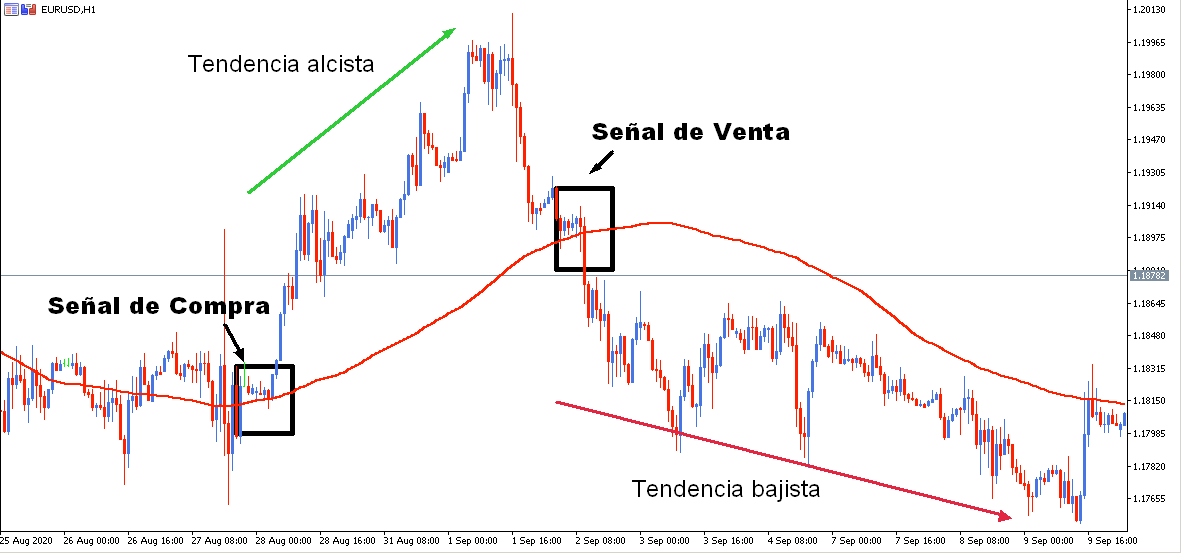 EURUSD,H1
1.20130
Tendencia alcista
1.19965
1.19800
1.19635
Señal de Venta
1.19470
1.19305
1.19140
1.18975
1.18782
Señal de Compra
1.18645
1.18480
1.18315
1.18150
1.17985
1.17820
Tendencia bajista
1.17655
25 Aug 2020
26 Aug 00:00
26 Aug 16:00
27 Aug 08:00
28 Aug 00:00
28 Aug 16:00
31 Aug 08:00
1 Sep 00:00
1 Sep 16:00
2 Sep 08:00
3 Sep 00:00
3 Sep 16:00
4 Sep 08:00
7 Sep 00:00
7 Sep 16:00
8 Sep 08:00
9 Sep 00:00
9 Sep 16:00